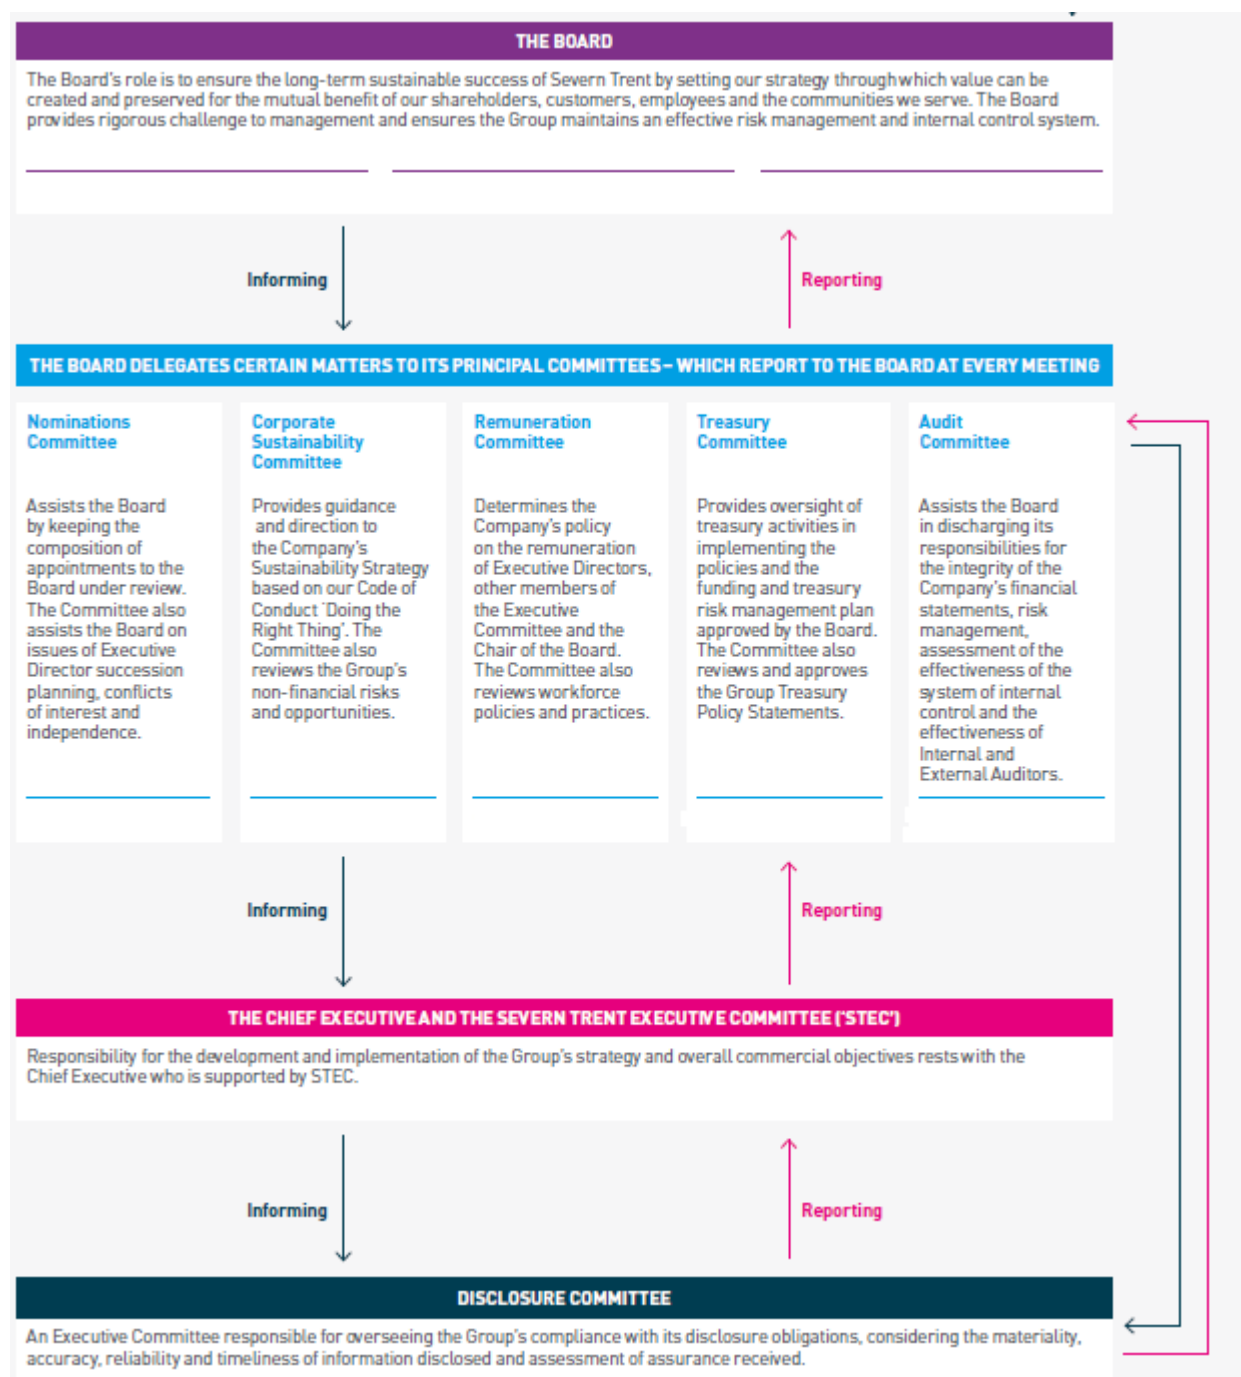 THE BOARD
The Board's role is to ensure the long-term sustainable success of Severn Trent by setting our strategy through which value can be
created and preserved for the mutual benefit of our shareholders, customers, employees and the communities we serve. The Board
provides rigorous challenge to management and ensures the Group maintains an effective risk management and internal control system.
Informing
Reporting
THE BOARD DELEGATES CERTAIN MATTERS TO ITS PRINCIPAL COMMITTEES – WHICH REPORT TO THE BOARD AT EVERY MEETING
Nominations
Committee
Assists the Board
by keeping the
composition of
appointments to the
Board under review.
The Committee also
assists the Board on
issues of Executive
Director succession
planning, conflicts
of interest and
independence.
Corporate
Sustainability
Committee
Provides guidance
and direction to
the Company's
Sustainability Strategy
based on our Code of
Conduct 'Doing the
Right Thing'. The
Committee also
reviews the Group's
non-financial risks
and opportunities.
Remuneration
Committee
Determines the
Company's policy
on the remuneration
of Executive Directors,
other members of
the Executive
Committee and the
Chair of the Board.
The Committee also
reviews workforce
policies and practices.
Treasury
Committee
Provides oversight of
treasury activities in
implementing the
policies and the
funding and treasury
risk management plan
approved by the Board.
The Committee also
reviews and approves
the Group Treasury
Policy Statements.
Audit
Committee
Assists the Board
in discharging its
responsibilities for
the integrity of the
Company's financial
statements, risk
management,
assessment of the
effectiveness of the
system of internal
control and the
effectiveness of
Internal and
External Auditors.
Informing
Reporting
THE CHIEF EXECUTIVE AND THE SEVERN TRENT EXECUTIVE COMMITTEE ('STEC')
Responsibility for the development and implementation of the Group's strategy and overall commercial objectives rests with the
Chief Executive who is supported by STEC.
Informing
Reporting
DISCLOSURE COMMITTEE
An Executive Committee responsible for overseeing the Group's compliance with its disclosure obligations, considering the materiality,
accuracy, reliability and timeliness of information disclosed and assessment of assurance received.